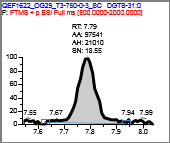 QEF1622_OG29_T3-750-0-3_SC DGTS-31:0
F: FTMS + p ESI Full ms [500.0000-2000.0000]
RT: 7.79
AA: 97541
AH: 21010
SN: 18.55
100
80
60
40
20
0
7.55 7.67 7.94 7.99
7.6 7.7 7.8 7.9 8.0